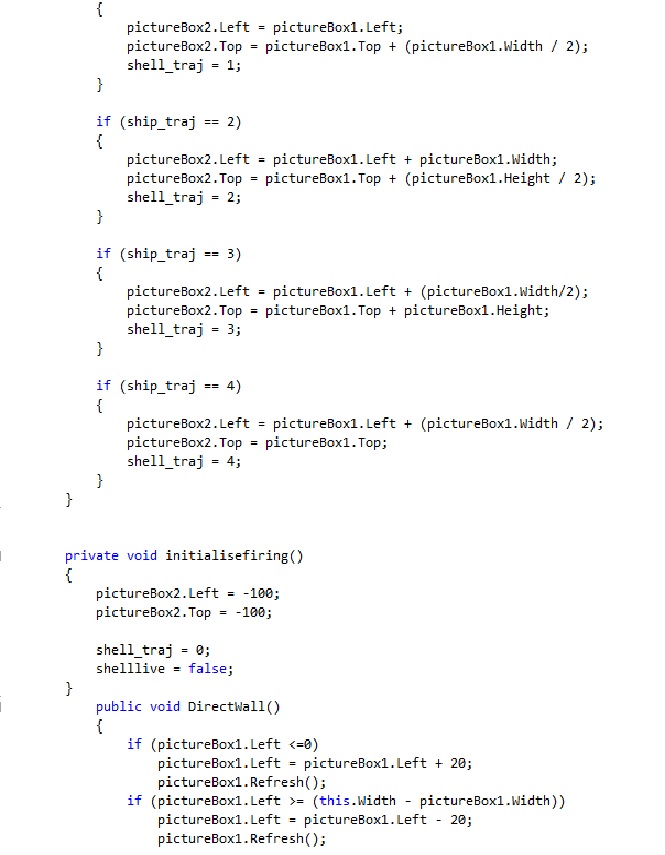 {
pictureBox2.Left = pictureBox1.Left;
pictureBox2.Top = pictureBox1.Top + (pictureBox1.Width / 2);
shell_traj = 1;
}
if (ship_traj == 2)
{
pictureBox2.Left = pictureBox1.Left + pictureBox1.Width;
pictureBox2.Top = pictureBox1.Top + (pictureBox1.Height / 2);
shell_traj = 2;
}
if (ship_traj == 3)
{
pictureBox2.Left = pictureBox1.Left + (pictureBox1.Width/2);
pictureBox2.Top = pictureBox1.Top + pictureBox1.Height;
shell_traj = 3;
}
if (ship_traj == 4)
{
pictureBox2.Left = pictureBox1.Left + (pictureBox1.Width / 2);
pictureBox2.Top = pictureBox1.Top;
shell_traj = 4;
}
}
private void initialisefiring()
{
pictureBox2.Left = -100;
pictureBox2.Top = -100;
shell_traj = 0;
shelllive = false;
}
public void DirectWall()
{
if (pictureBox1.Left <=0)
pictureBox1.Left = pictureBox1.Left + 20;
pictureBox1.Refresh();
if (pictureBox1.Left >= (this.Width - pictureBox1.Width))
pictureBox1.Left = pictureBox1.Left - 20;
pictureBox1.Refresh();